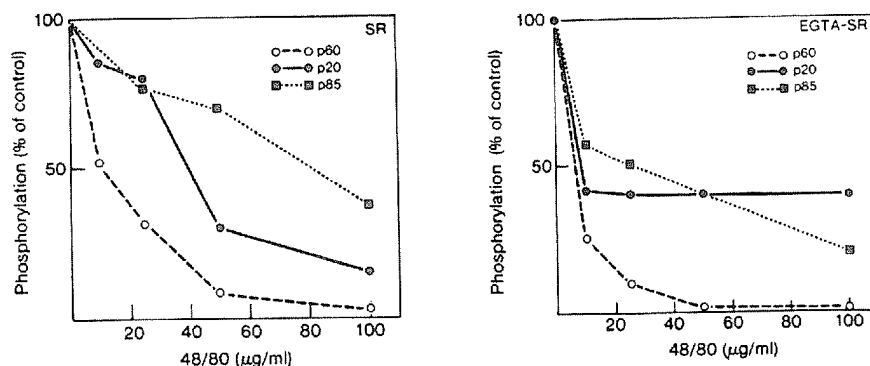 100
SR
p60
p20
p85
50
Phosphorylation (% of control)
20
40
60
80
100
48/80 (μg/ml)
100
EGTA-SR
p60
p20
p85
50
Phosphorylation (% of control)
20
40
60
80
100
48/80 (μg/ml)